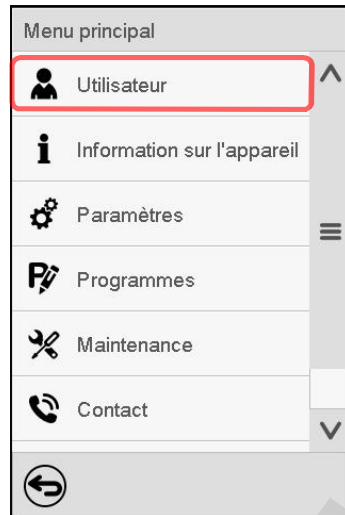 Menu principal
Utilisateur
Information sur l'appareil
Paramètres
Programmes
Maintenance
Contact